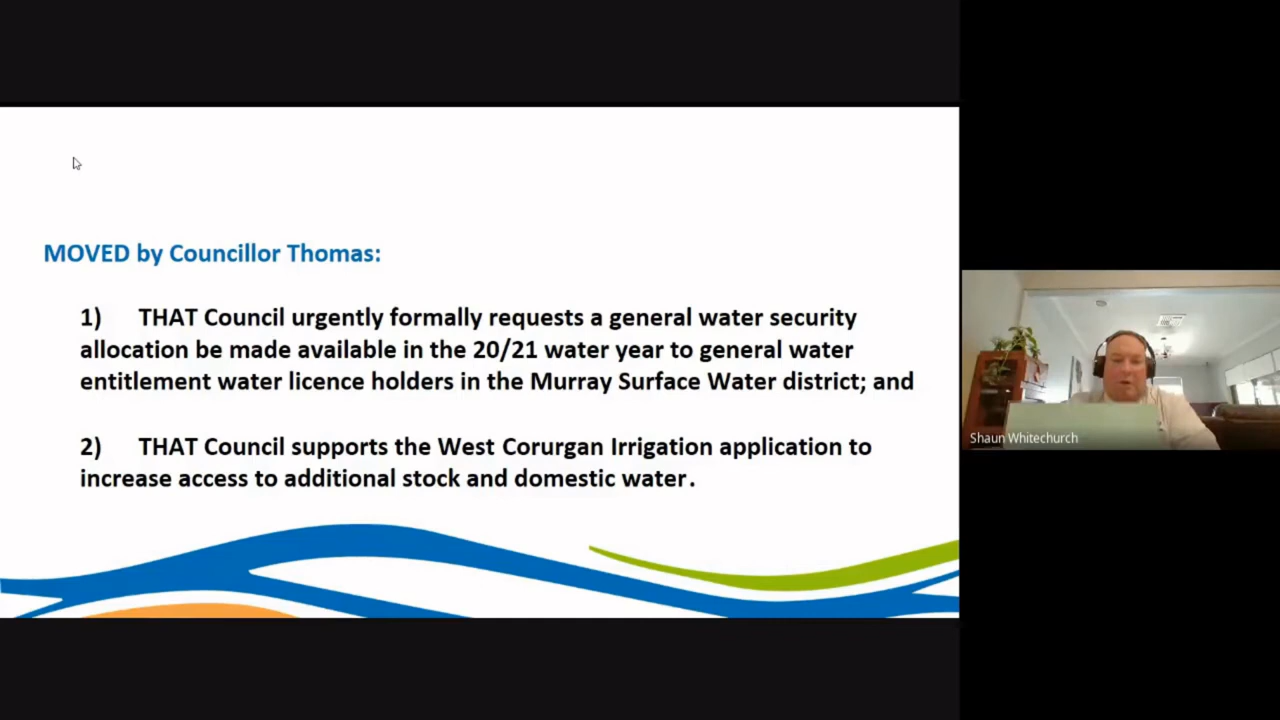 MOVED by Councillor Thomas:
1) THAT Council urgently formally requests a general water security
allocation be made available in the 20/21 water year to general water
entitlement water licence holders in the Murray Surface Water district; and
2) THAT Council supports the West Corurgan Irrigation application to
increase access to additional stock and domestic water.
Shaun Whitechurch